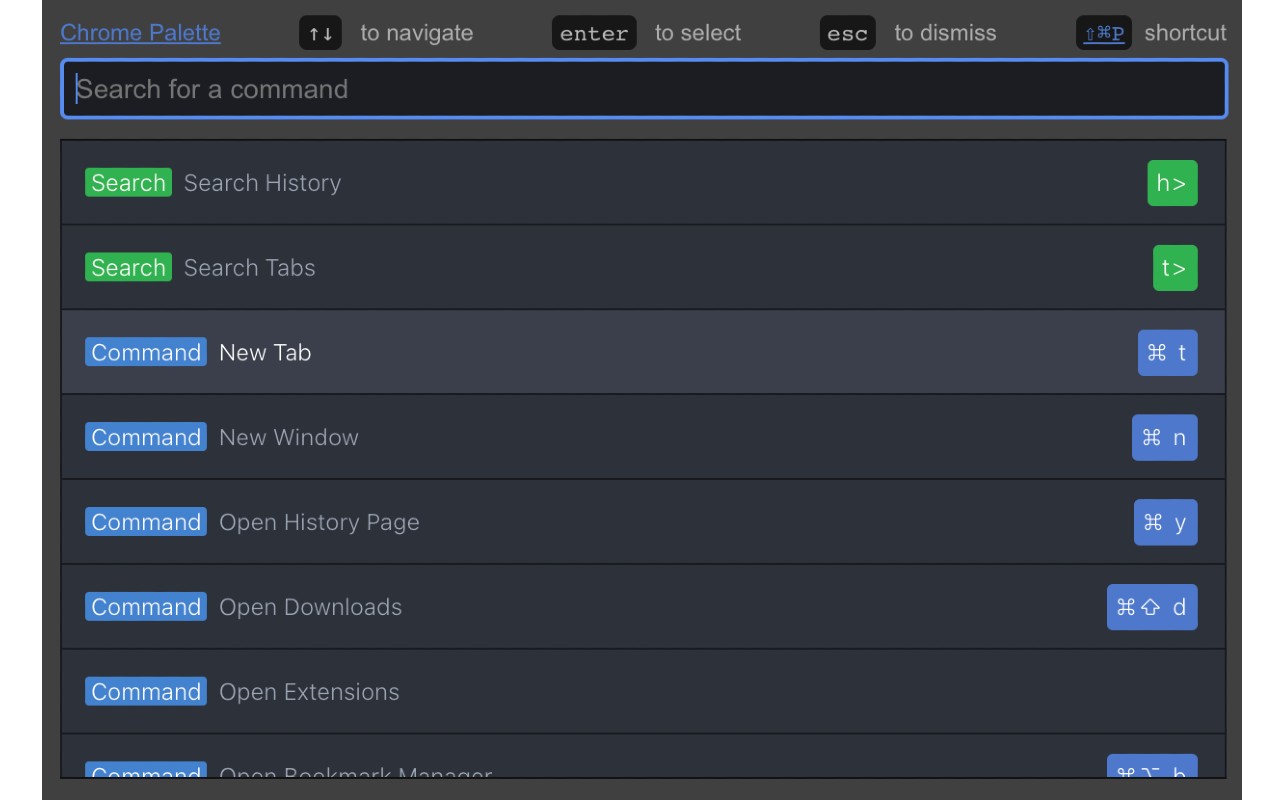 Chrome Palette ↑↓ to navigate enter to select esc to dismiss ⇧⌘P shortcut
Search for a command
Search Search History h>
Search Search Tabs t>
Command New Tab ⌘ t
Command New Window ⌘ n
Command Open History Page ⌘ y
Command Open Downloads ⌘⇧ d
Command Open Extensions
Command Open Bookmark Manager ⌘⌥ b